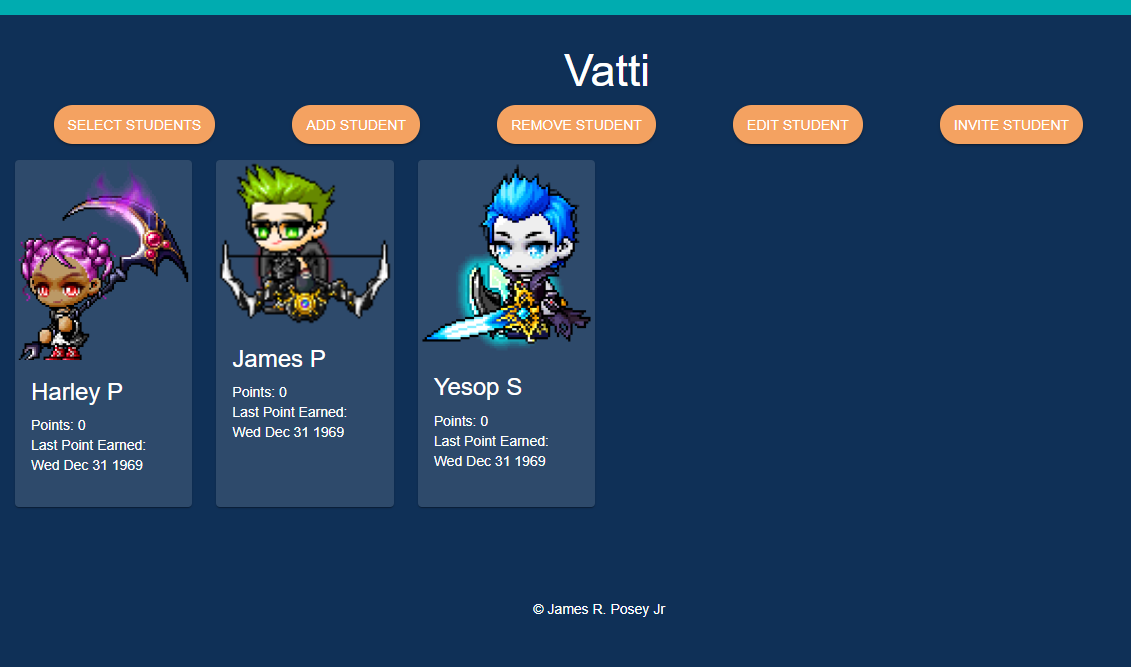 Vatti
SELECT STUDENTS
ADD STUDENT
REMOVE STUDENT
EDIT STUDENT
INVITE STUDENT
Harley P
Points: 0
Last Point Earned:
Wed Dec 31 1969
James P
Points: 0
Last Point Earned:
Wed Dec 31 1969
Yesop S
Points: 0
Last Point Earned:
Wed Dec 31 1969
© James R. Posey Jr